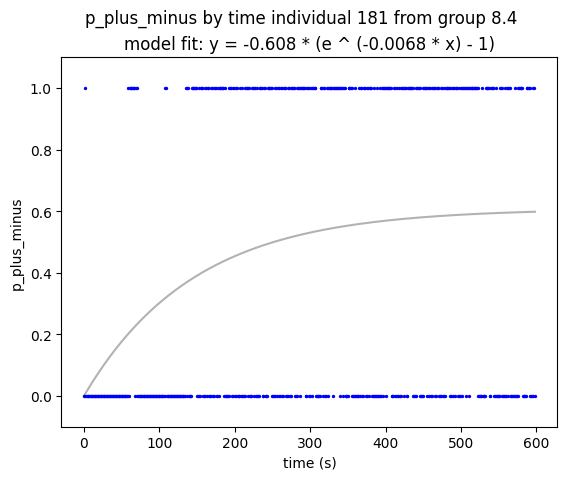 p_plus_minus by time individual 181 from group 8.4
model fit: y = -0.608 * (e ^ (-0.0068 * x) - 1)
1.0
0.8
0.6
0.4
0.2
0.0
p_plus_minus
0 100 200 300 400 500 600
time (s)